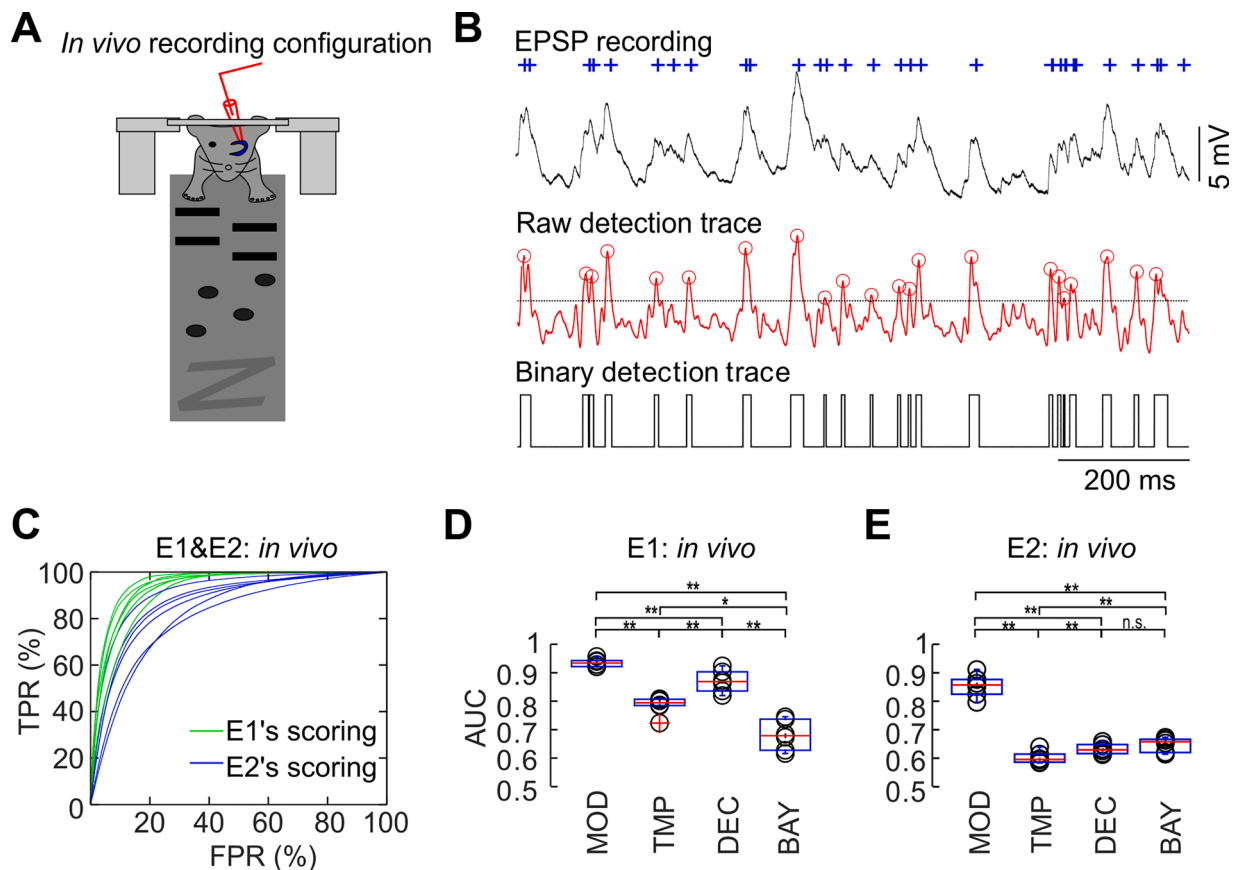 A
In vivo recording configuration
B
EPSP recording
5 mV
Raw detection trace
Binary detection trace
200 ms
C
E1&E2: in vivo
100
80
60
40
20
0
TPR (%)
E1's scoring
E2's scoring
20 40 60 80 100
FPR (%)
D
E1: in vivo
**
** *
** ** **
1
0.9
0.8
0.7
0.6
0.5
AUC
MOD TMP DEC BAY
E
E2: in vivo
**
** **
** ** n.s.
1
0.9
0.8
0.7
0.6
0.5
MOD TMP DEC BAY